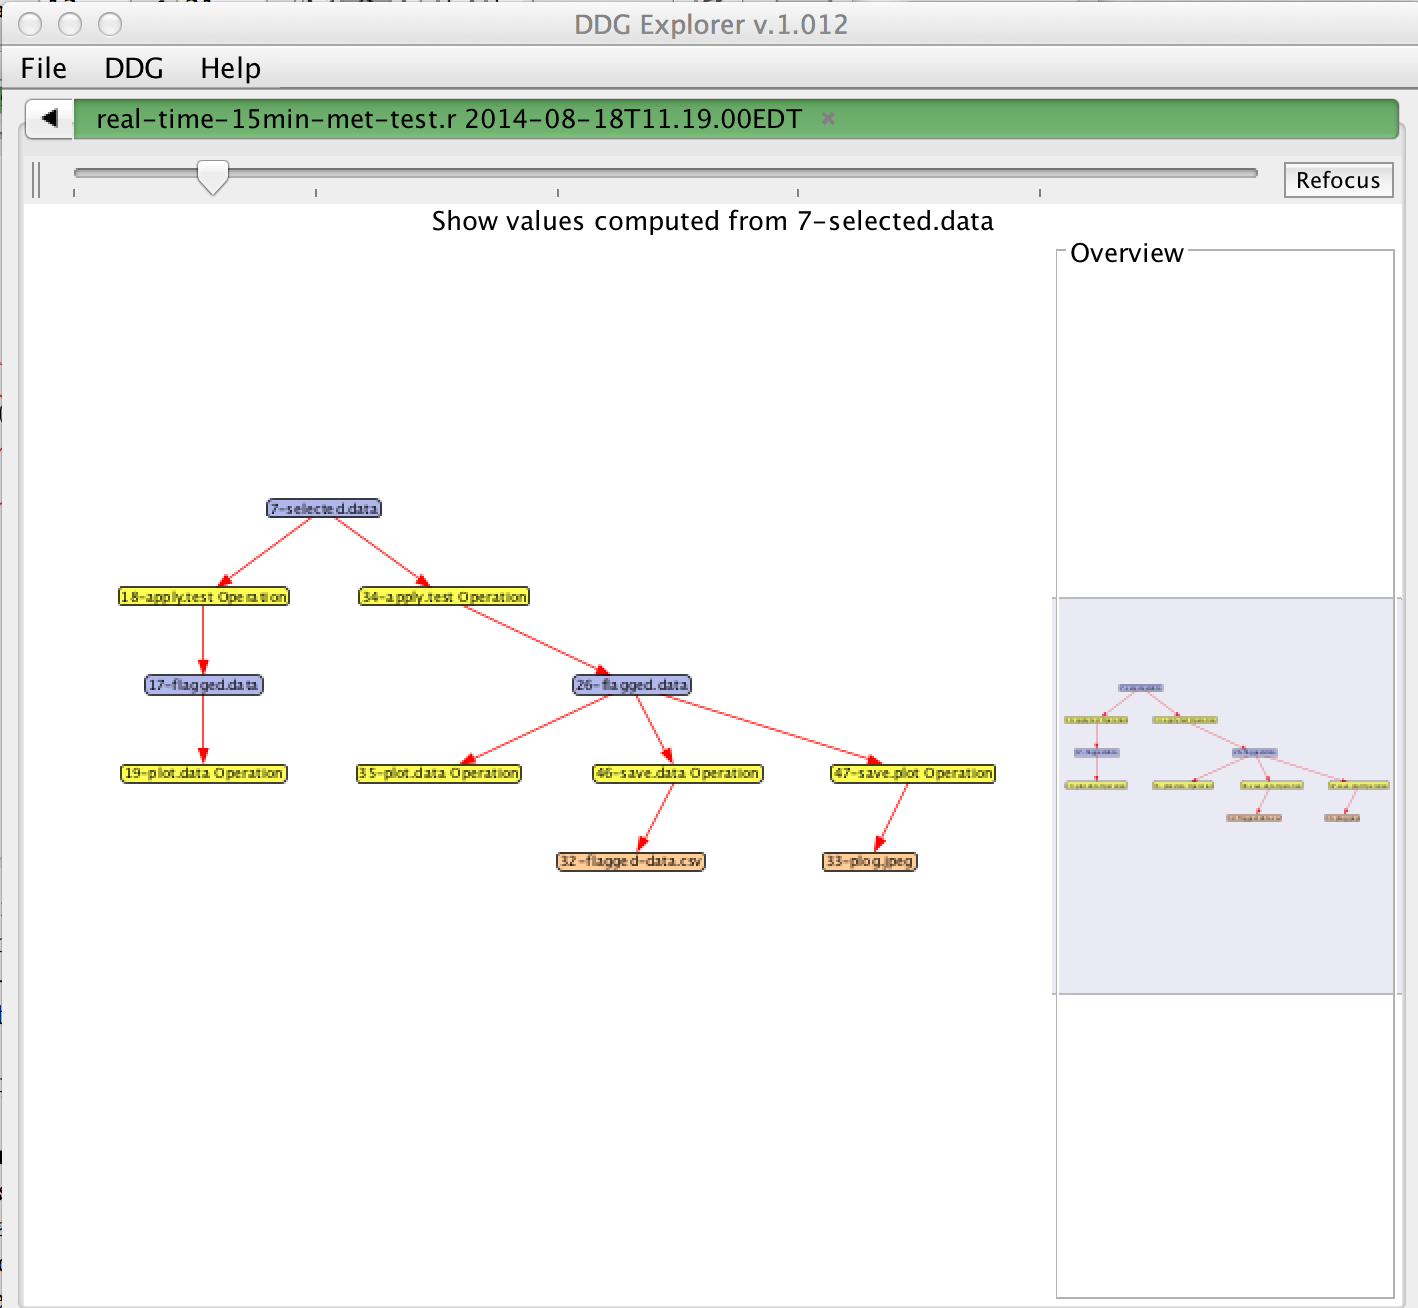 DDG Explorer v.1.012
File DDG Help
real-time-15min-met-test.r 2014-08-18T11.19.00EDT
Refocus
Show values computed from 7-selected.data
Overview
7-selected.data
18-apply.test Operation
34-apply.test Operation
17-flagged.data
26-flagged.data
19-plot.data Operation
35-plot.data Operation
46-save.data Operation
47-save.plot Operation
32-flagged-data.csv
33-plog.jpeg